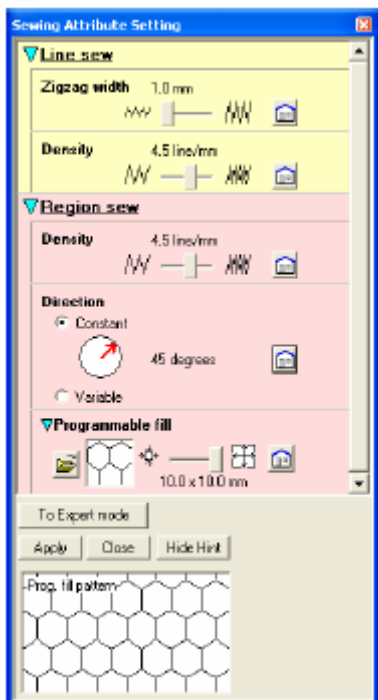 Sewing Attribute Setting
Line sew
Zigzag width 1.0 mm
Density 4.5 line/mm
Region sew
Density 4.5 line/mm
Direction
Constant
45 degrees
Variable
Programmable fill
10.0 x 10.0 mm
To Expert mode
Apply Close Hide Hint
Prog. fill pattern